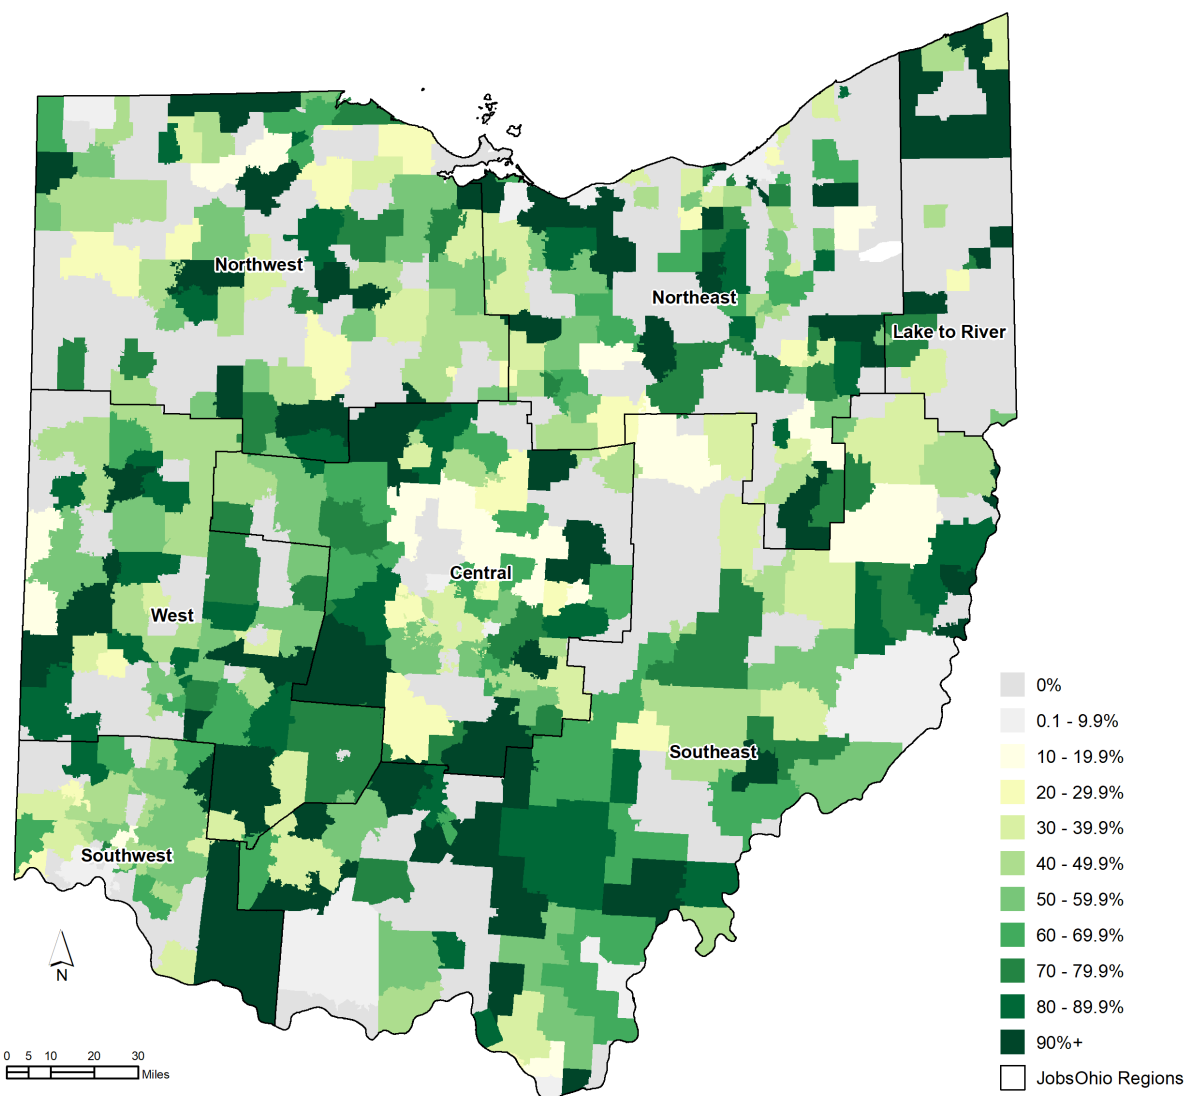 Northwest
Northeast
Lake to River
Central
West
Southeast
Southwest
0%
0.1 - 9.9%
10 - 19.9%
20 - 29.9%
30 - 39.9%
40 - 49.9%
50 - 59.9%
60 - 69.9%
70 - 79.9%
80 - 89.9%
90%+
JobsOhio Regions
N
0 5 10 20 30
Miles